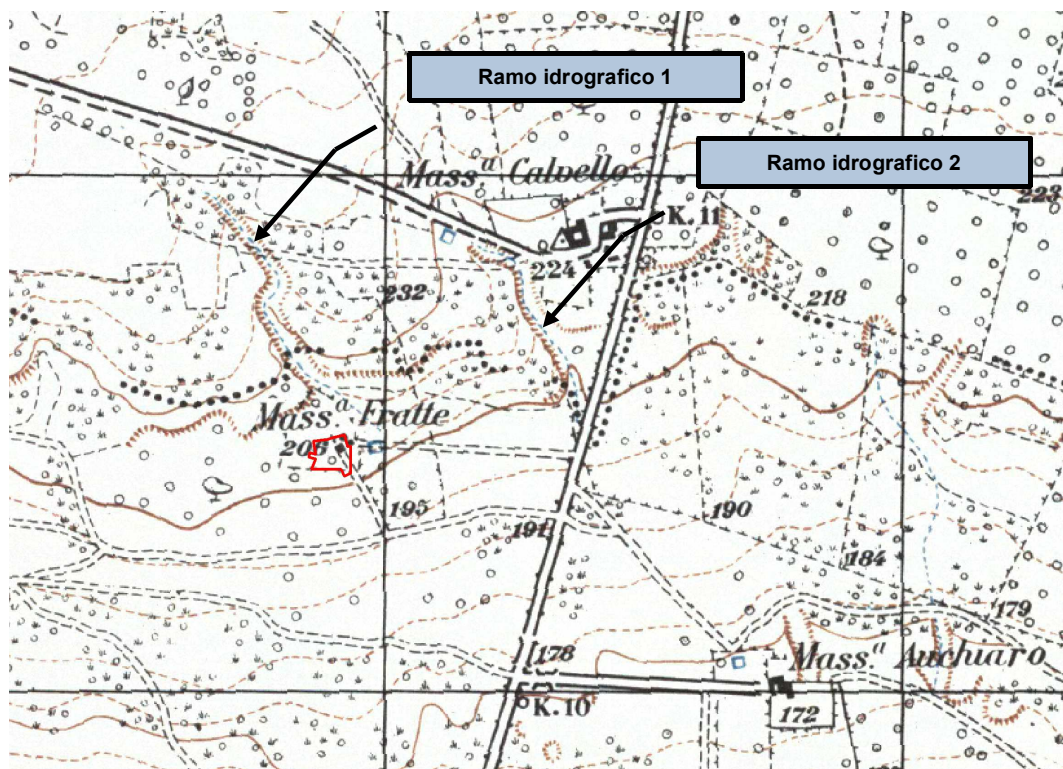 Ramo idrografico 1
Ramo idrografico 2
Mass.ª Calvello
223
K. 11
224
232
218
Mass.ª Fratte
206
195
191
190
184
179
178
Mass.ª Auchiaro
K. 10
172